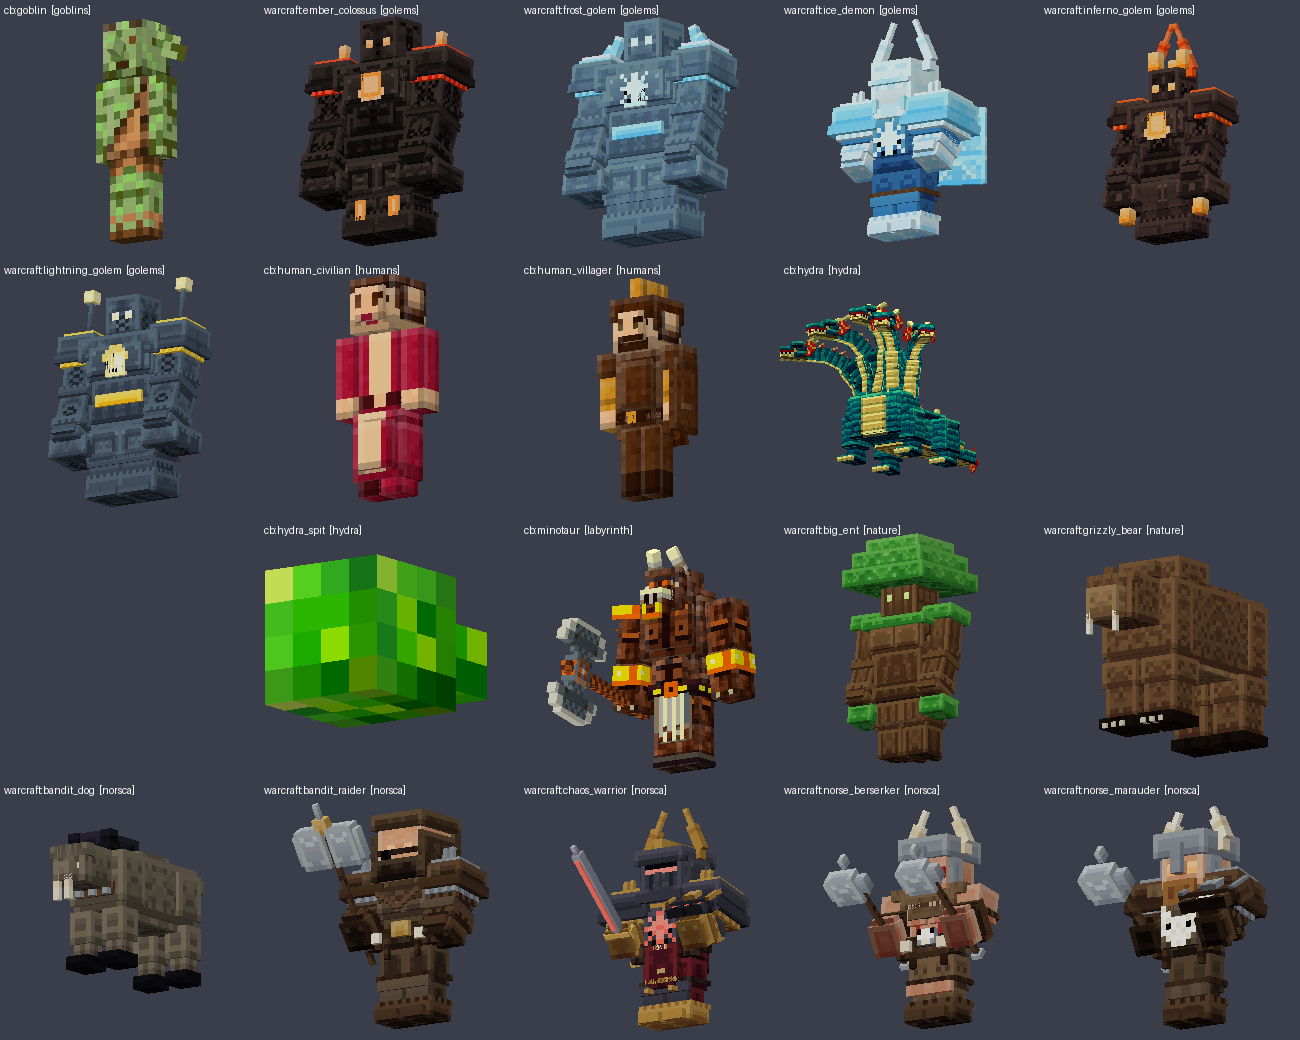 cb:goblin [goblins]
warcraft:ember_colossus [golems]
warcraft:frost_golem [golems]
warcraft:ice_demon [golems]
warcraft:inferno_golem [golems]
warcraft:lightning_golem [golems]
cb:human_civilian [humans]
cb:human_villager [humans]
cb:hydra [hydra]
cb:hydra_spit [hydra]
cb:minotaur [labyrinth]
warcraft:big_ent [nature]
warcraft:grizzly_bear [nature]
warcraft:bandit_dog [norsca]
warcraft:bandit_raider [norsca]
warcraft:chaos_warrior [norsca]
warcraft:norse_berserker [norsca]
warcraft:norse_marauder [norsca]